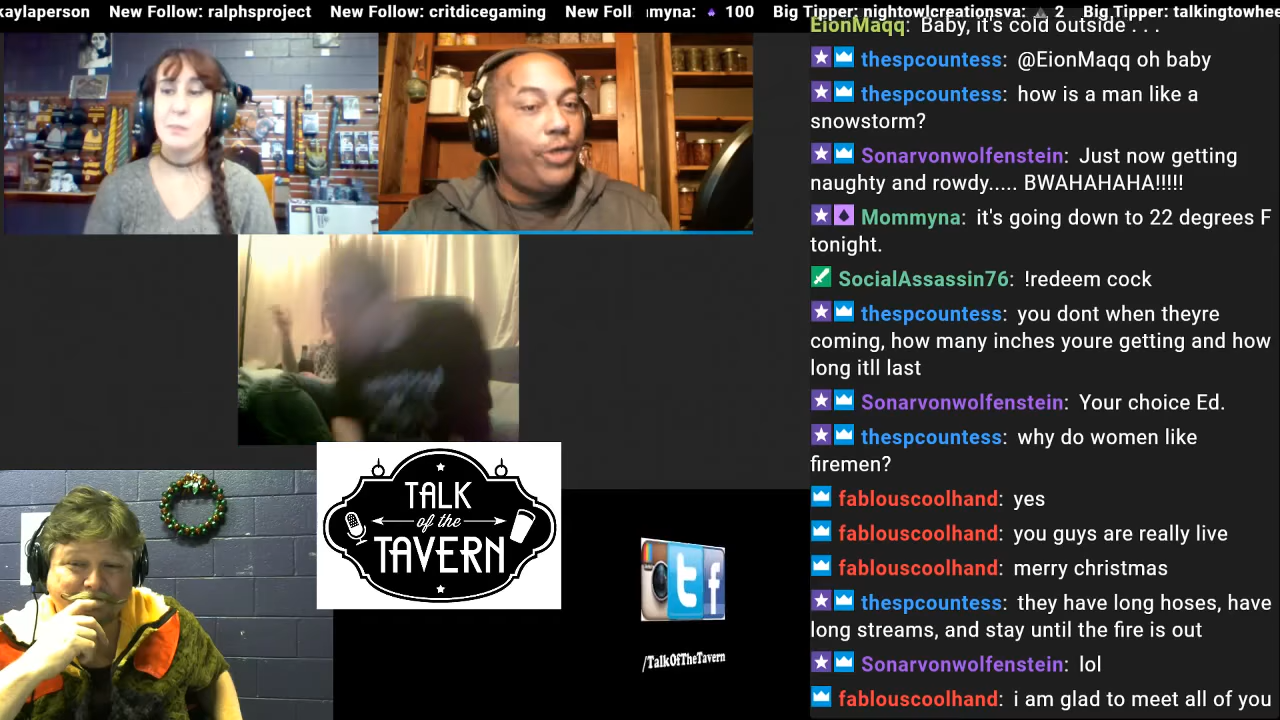 kaylaperson New Follow: ralphsproject New Follow: critdicegaming New Foll myna: 100 Big Tipper: nightowlcreationsva: 2 Big Tipper: talkingtowhee
EionMaqq: Baby, it's cold outside . . .
thespcountess: @EionMaqq oh baby
thespcountess: how is a man like a
snowstorm?
Sonarvonwolfenstein: Just now getting
naughty and rowdy..... BWAHAHAHA!!!!!
Mommyna: it's going down to 22 degrees F
tonight.
SocialAssassin76: !redeem cock
thespcountess: you dont when theyre
coming, how many inches youre getting and how
long itll last
Sonarvonwolfenstein: Your choice Ed.
thespcountess: why do women like
firemen?
fablouscoolhand: yes
fablouscoolhand: you guys are really live
fablouscoolhand: merry christmas
thespcountess: they have long hoses, have
long streams, and stay until the fire is out
Sonarvonwolfenstein: lol
fablouscoolhand: i am glad to meet all of you
TALK
of the
TAVERN
/TalkOfTheTavern